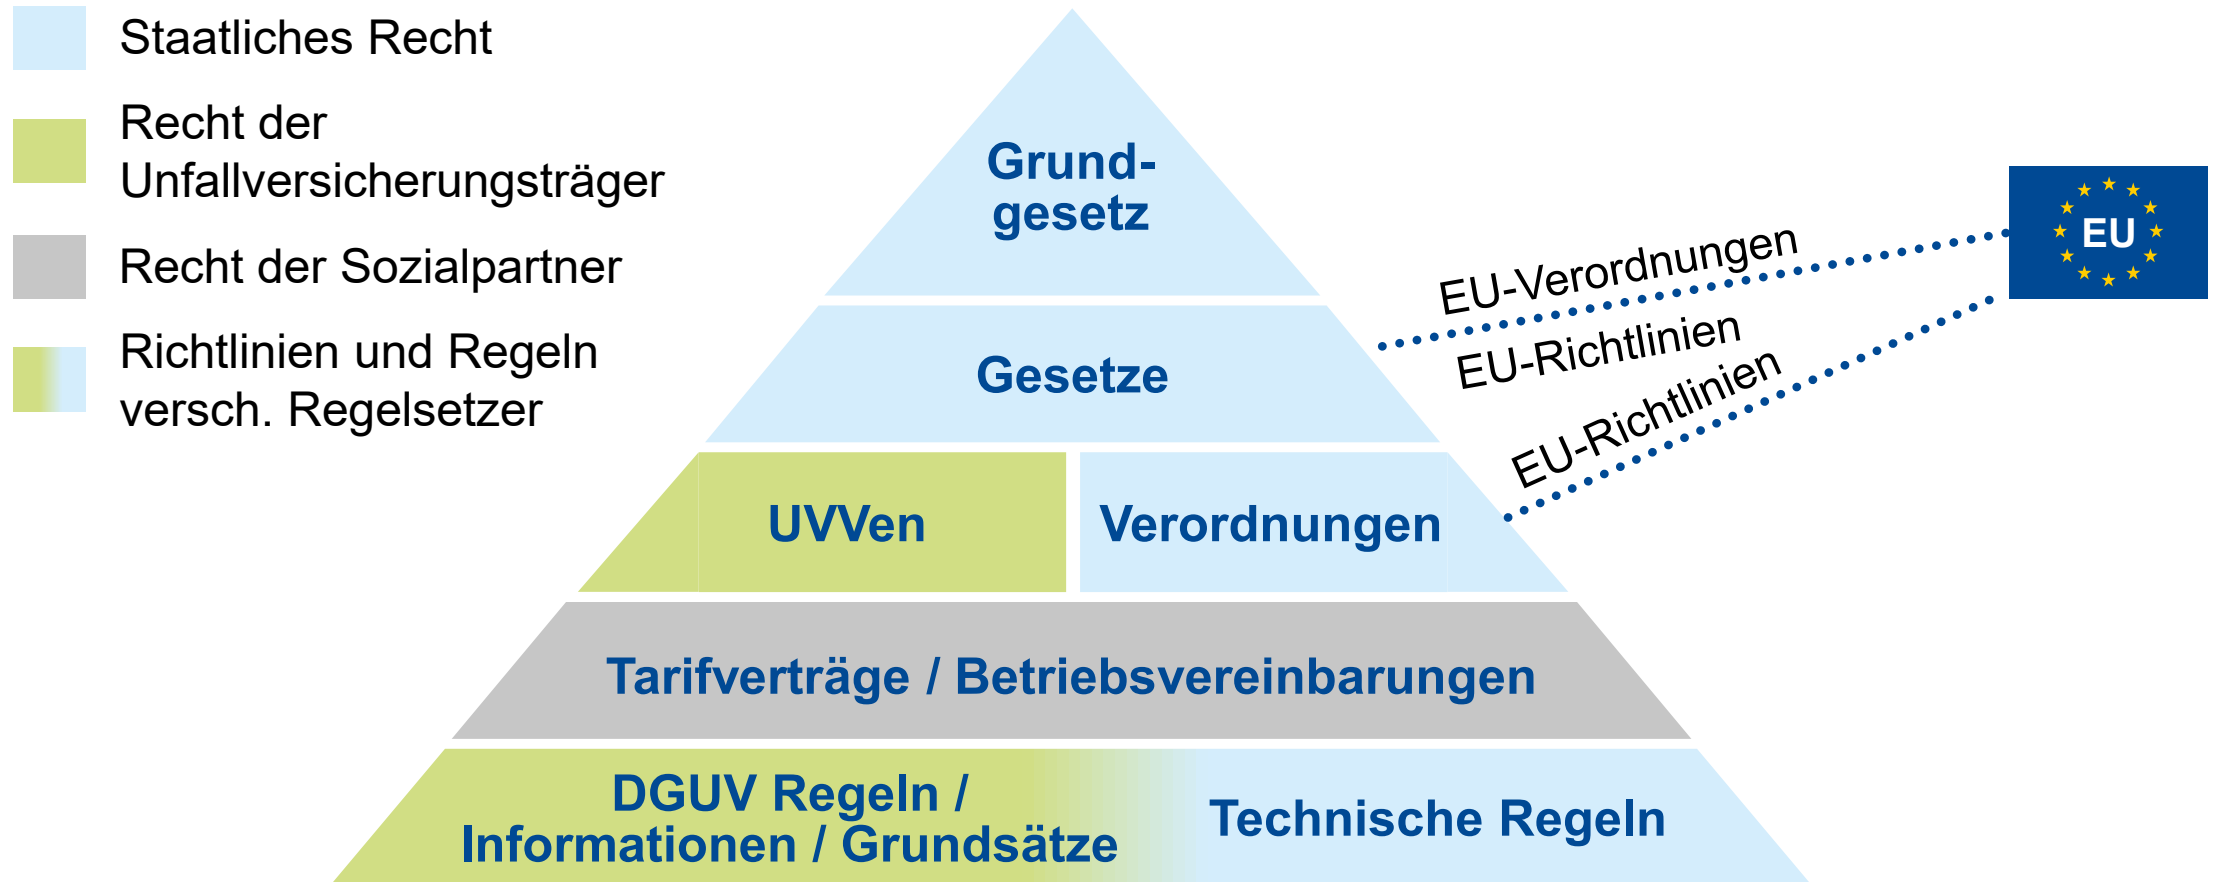 Staatliches Recht
Recht der
Unfallversicherungsträger
Recht der Sozialpartner
Richtlinien und Regeln
versch. Regelsetzer
Grund-
gesetz
Gesetze
UVVen
Verordnungen
Tarifverträge / Betriebsvereinbarungen
DGUV Regeln /
Informationen / Grundsätze
Technische Regeln
EU-Verordnungen
EU-Richtlinien
EU-Richtlinien
EU